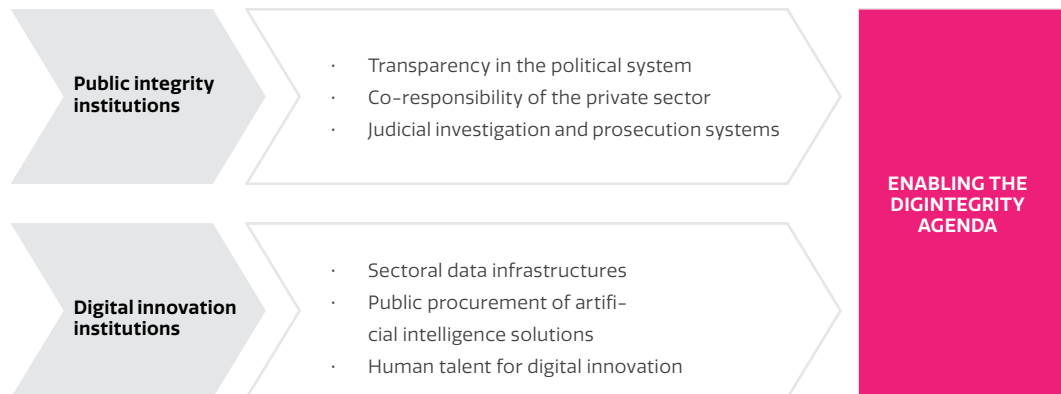 Public integrity
institutions
· Transparency in the political system
· Co-responsibility of the private sector
· Judicial investigation and prosecution systems
Digital innovation
institutions
· Sectoral data infrastructures
· Public procurement of artifi-
cial intelligence solutions
· Human talent for digital innovation
ENABLING THE
DIGINTEGRITY
AGENDA